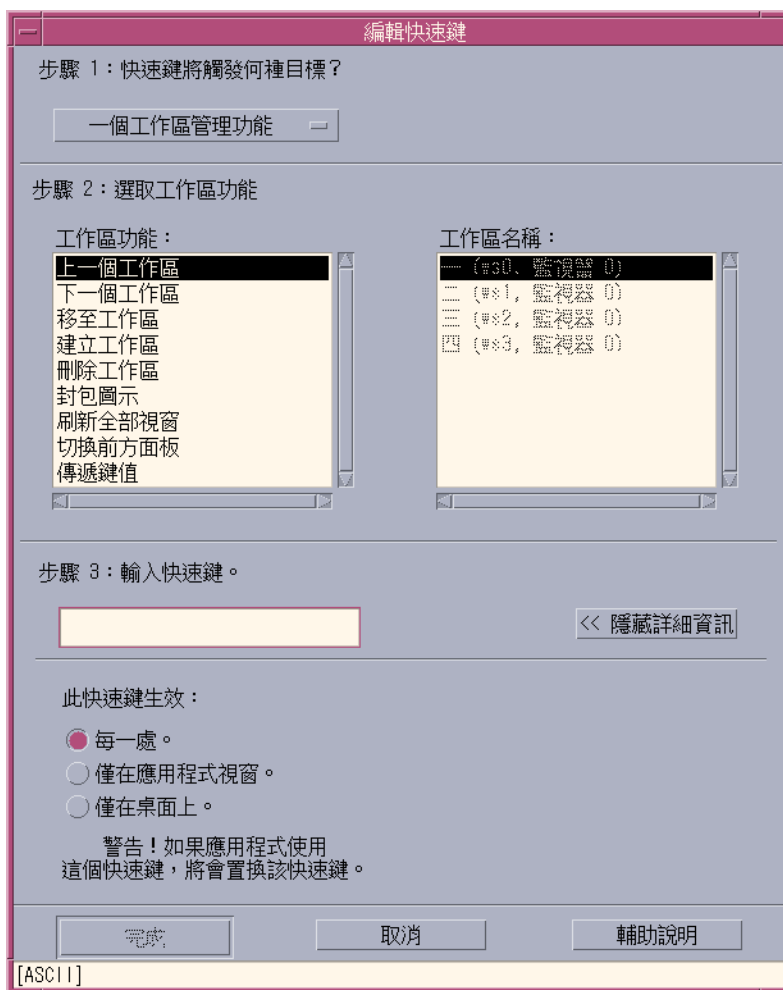 編輯快速鍵
步驟 1：快速鍵將觸發何種目標？
一個工作區管理功能
步驟 2：選取工作區功能
工作區功能：
上一個工作區
下一個工作區
移至工作區
建立工作區
刪除工作區
封包圖示
刷新全部視窗
切換前方面板
傳遞鍵值
工作區名稱：
一 (ws0、監視器 0)
二 (ws1, 監視器 0)
三 (ws2, 監視器 0)
四 (ws3, 監視器 0)
步驟 3：輸入快速鍵。
<< 隱藏詳細資訊
此快速鍵生效：
每一處。
僅在應用程式視窗。
僅在桌面上。
警告！如果應用程式使用
這個快速鍵，將會置換該快速鍵。
完成
取消
輔助說明
[ASCII]